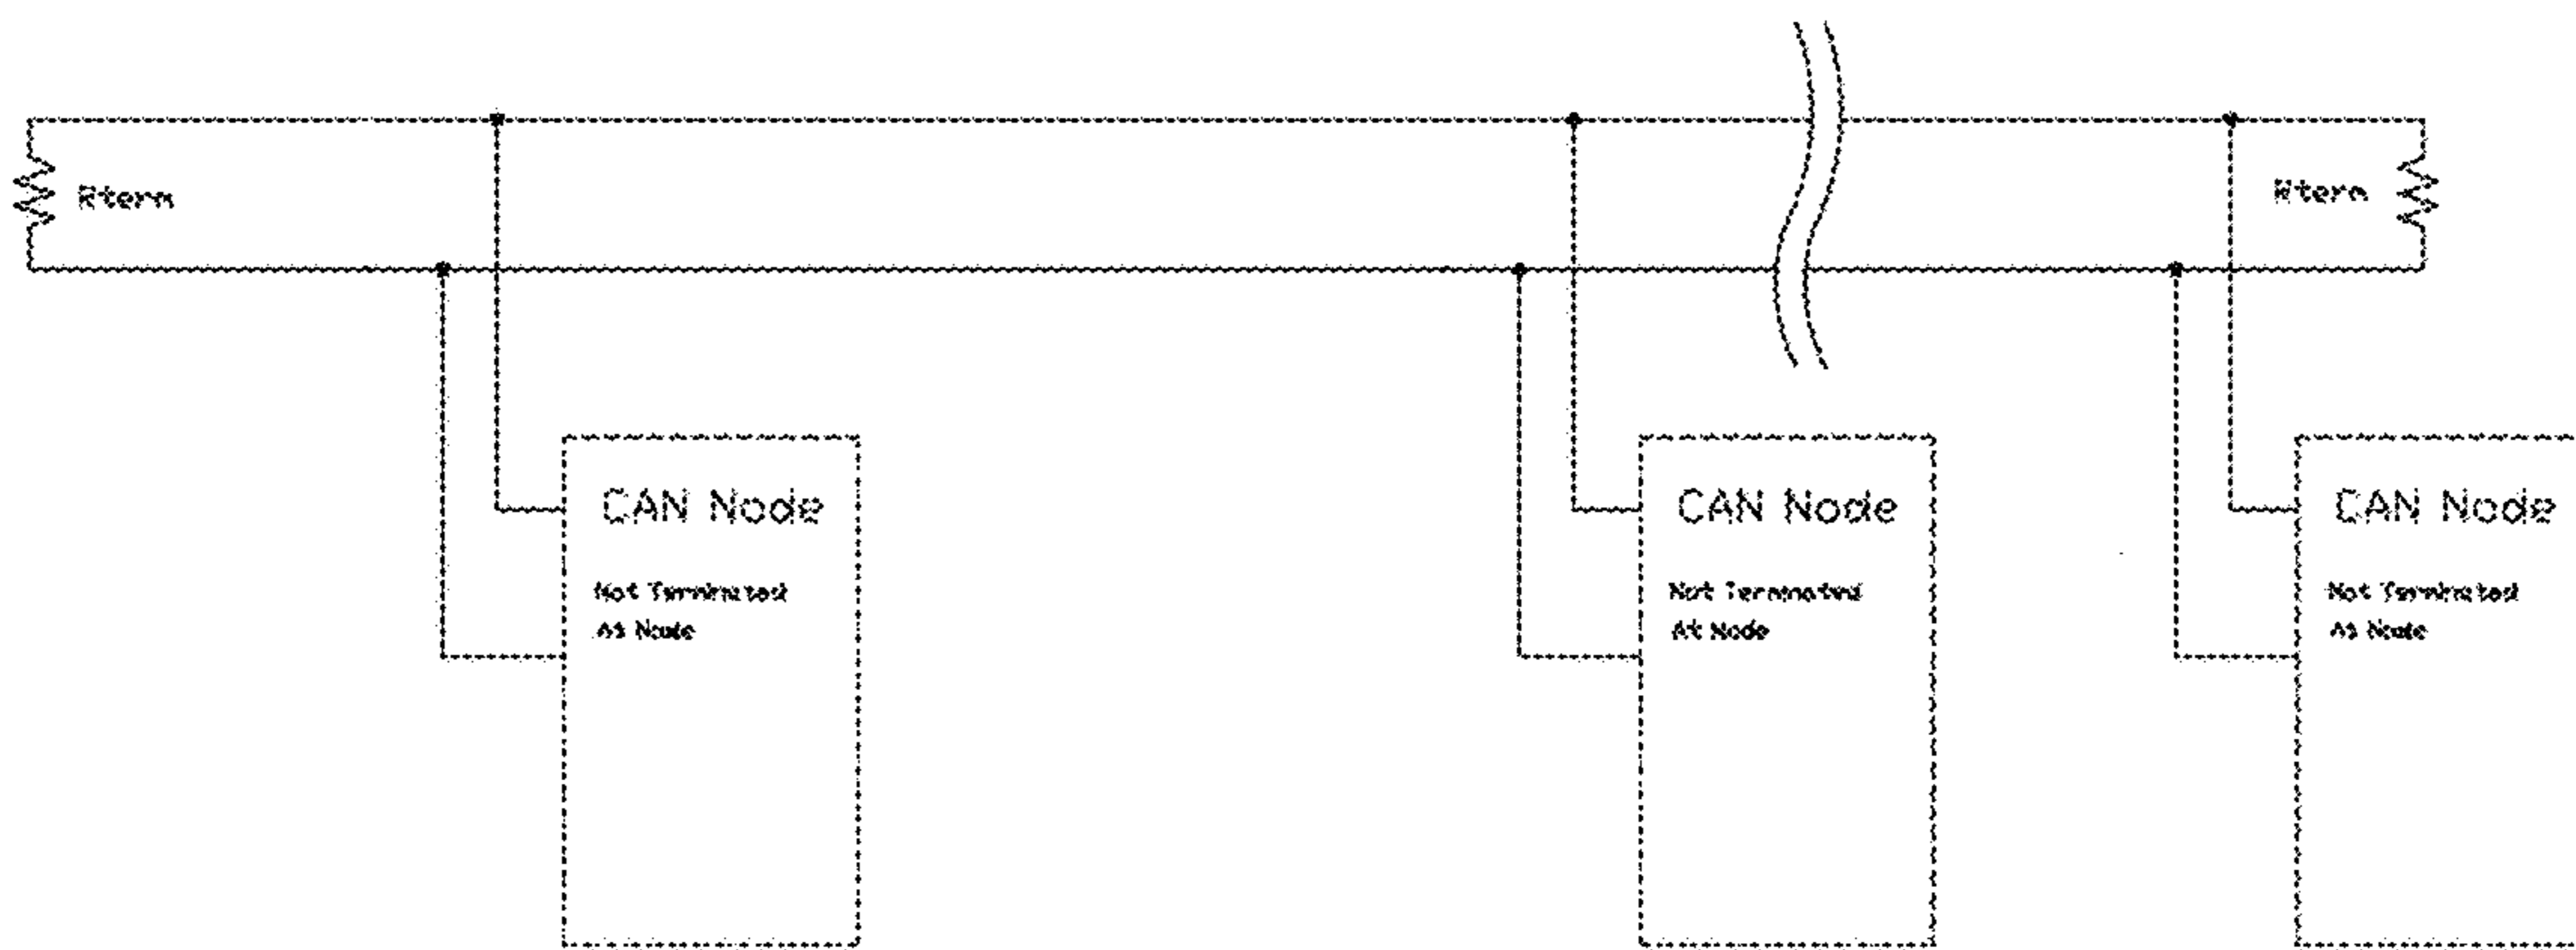 Rterm
Rterm
CAN Node
Not Terminated
At Node
CAN Node
Not Terminated
At Node
CAN Node
Not Terminated
At Node